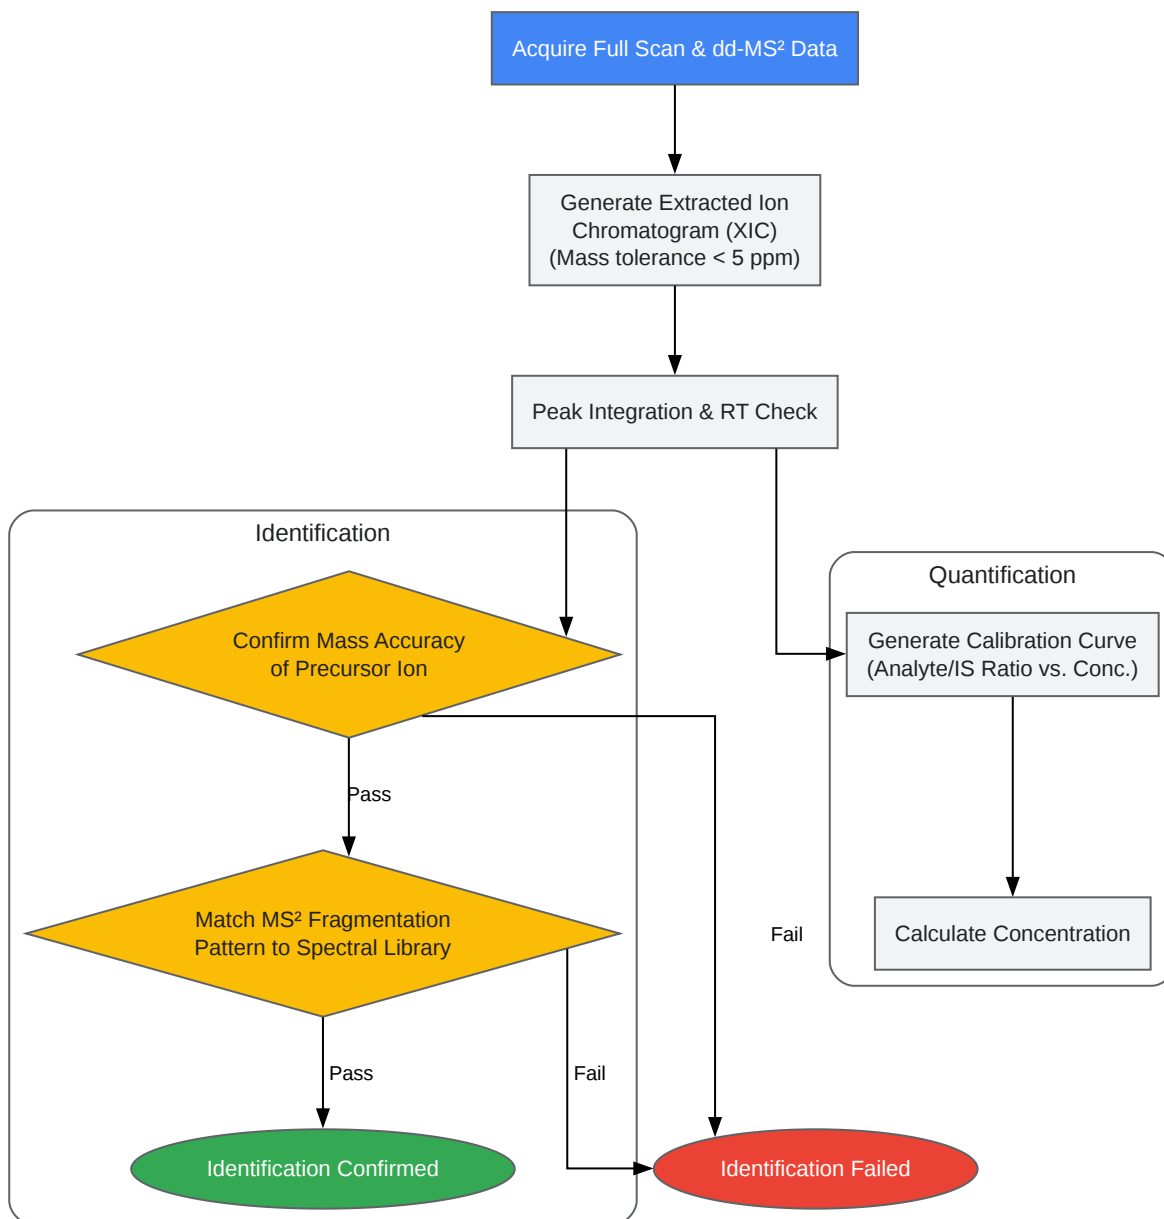 Acquire Full Scan & dd-MS² Data
Generate Extracted Ion
Chromatogram (XIC)
(Mass tolerance < 5 ppm)
Peak Integration & RT Check
Identification
Confirm Mass Accuracy
of Precursor Ion
Pass
Match MS² Fragmentation
Pattern to Spectral Library
Pass
Fail
Fail
Identification Confirmed
Identification Failed
Quantification
Generate Calibration Curve
(Analyte/IS Ratio vs. Conc.)
Calculate Concentration